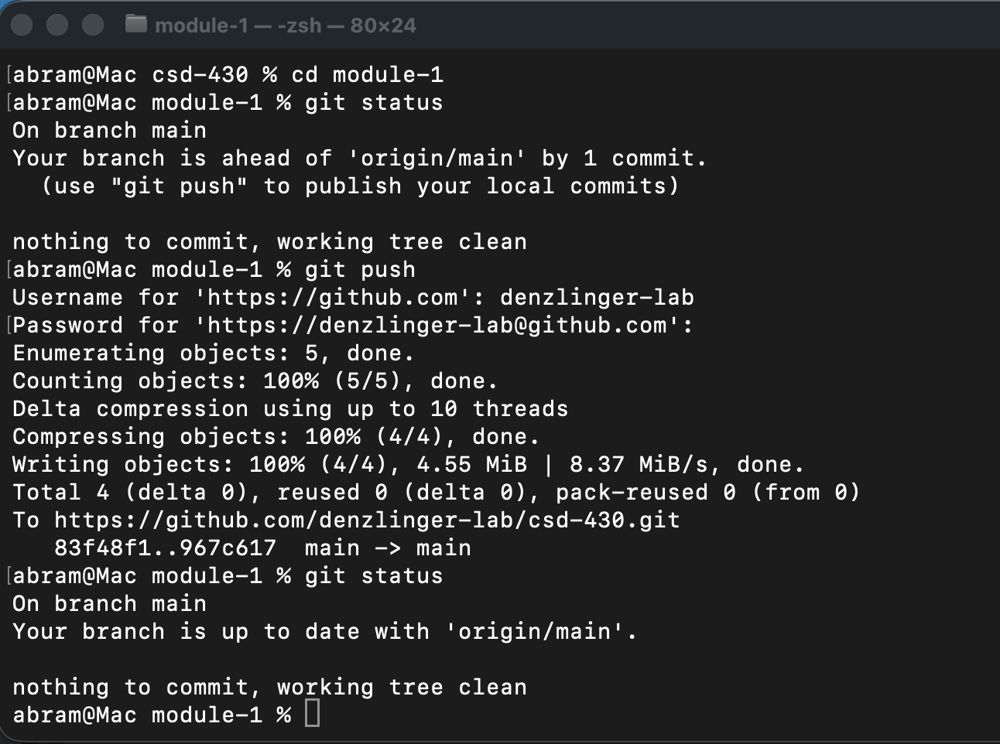 module-1 — -zsh — 80×24
[abram@Mac csd-430 % cd module-1
[abram@Mac module-1 % git status
On branch main
Your branch is ahead of 'origin/main' by 1 commit.
  (use "git push" to publish your local commits)

nothing to commit, working tree clean
[abram@Mac module-1 % git push
Username for 'https://github.com': denzlinger-lab
[Password for 'https://denzlinger-lab@github.com':
Enumerating objects: 5, done.
Counting objects: 100% (5/5), done.
Delta compression using up to 10 threads
Compressing objects: 100% (4/4), done.
Writing objects: 100% (4/4), 4.55 MiB | 8.37 MiB/s, done.
Total 4 (delta 0), reused 0 (delta 0), pack-reused 0 (from 0)
To https://github.com/denzlinger-lab/csd-430.git
   83f48f1..967c617  main -> main
[abram@Mac module-1 % git status
On branch main
Your branch is up to date with 'origin/main'.

nothing to commit, working tree clean
abram@Mac module-1 %